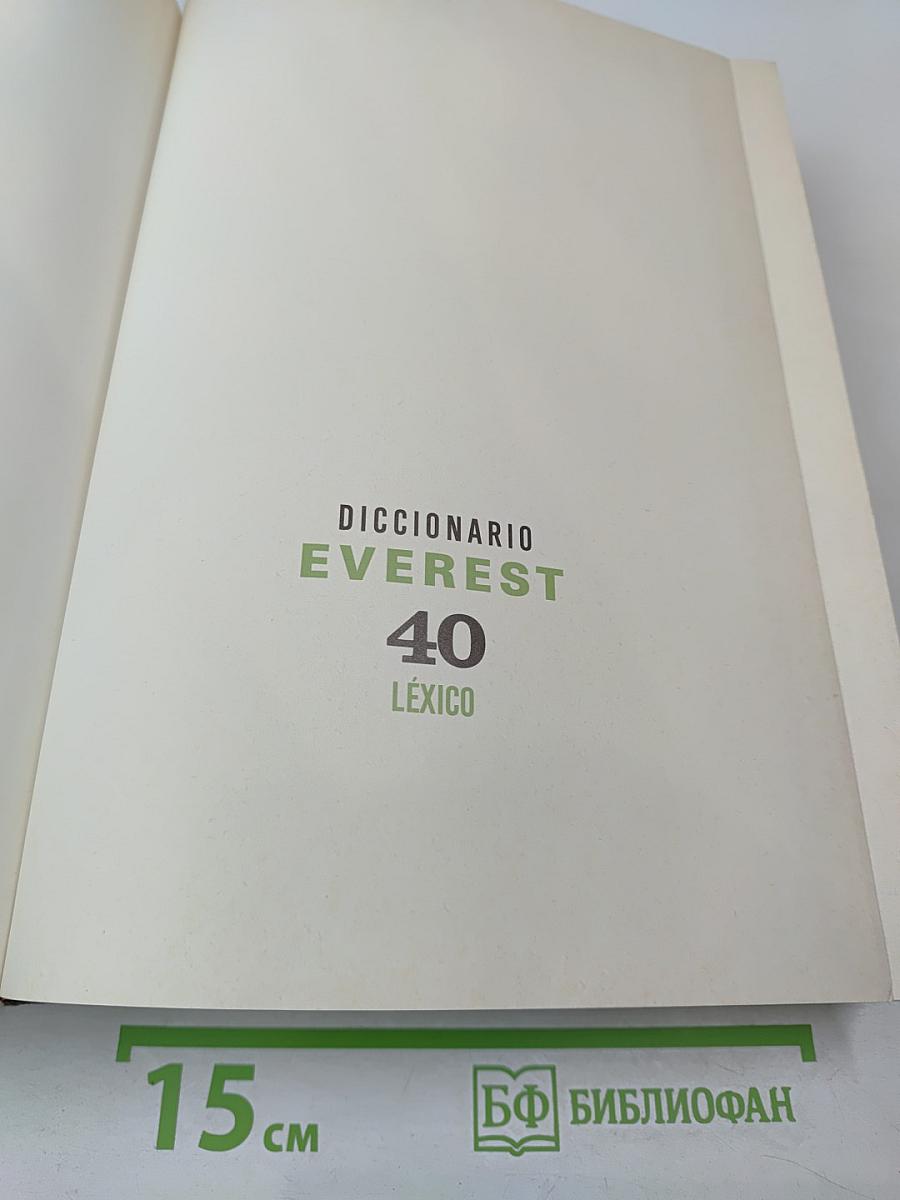 DICCIONARIO
EVEREST
40
LÉXICO
15 см
БФ БИБЛИОФАН